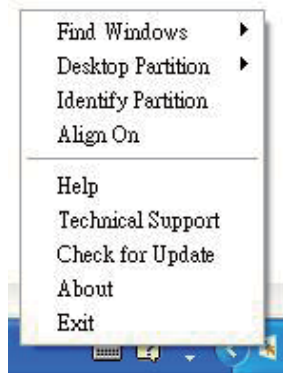 Find Windows
Desktop Partition
Identify Partition
Align On
Help
Technical Support
Check for Update
About
Exit